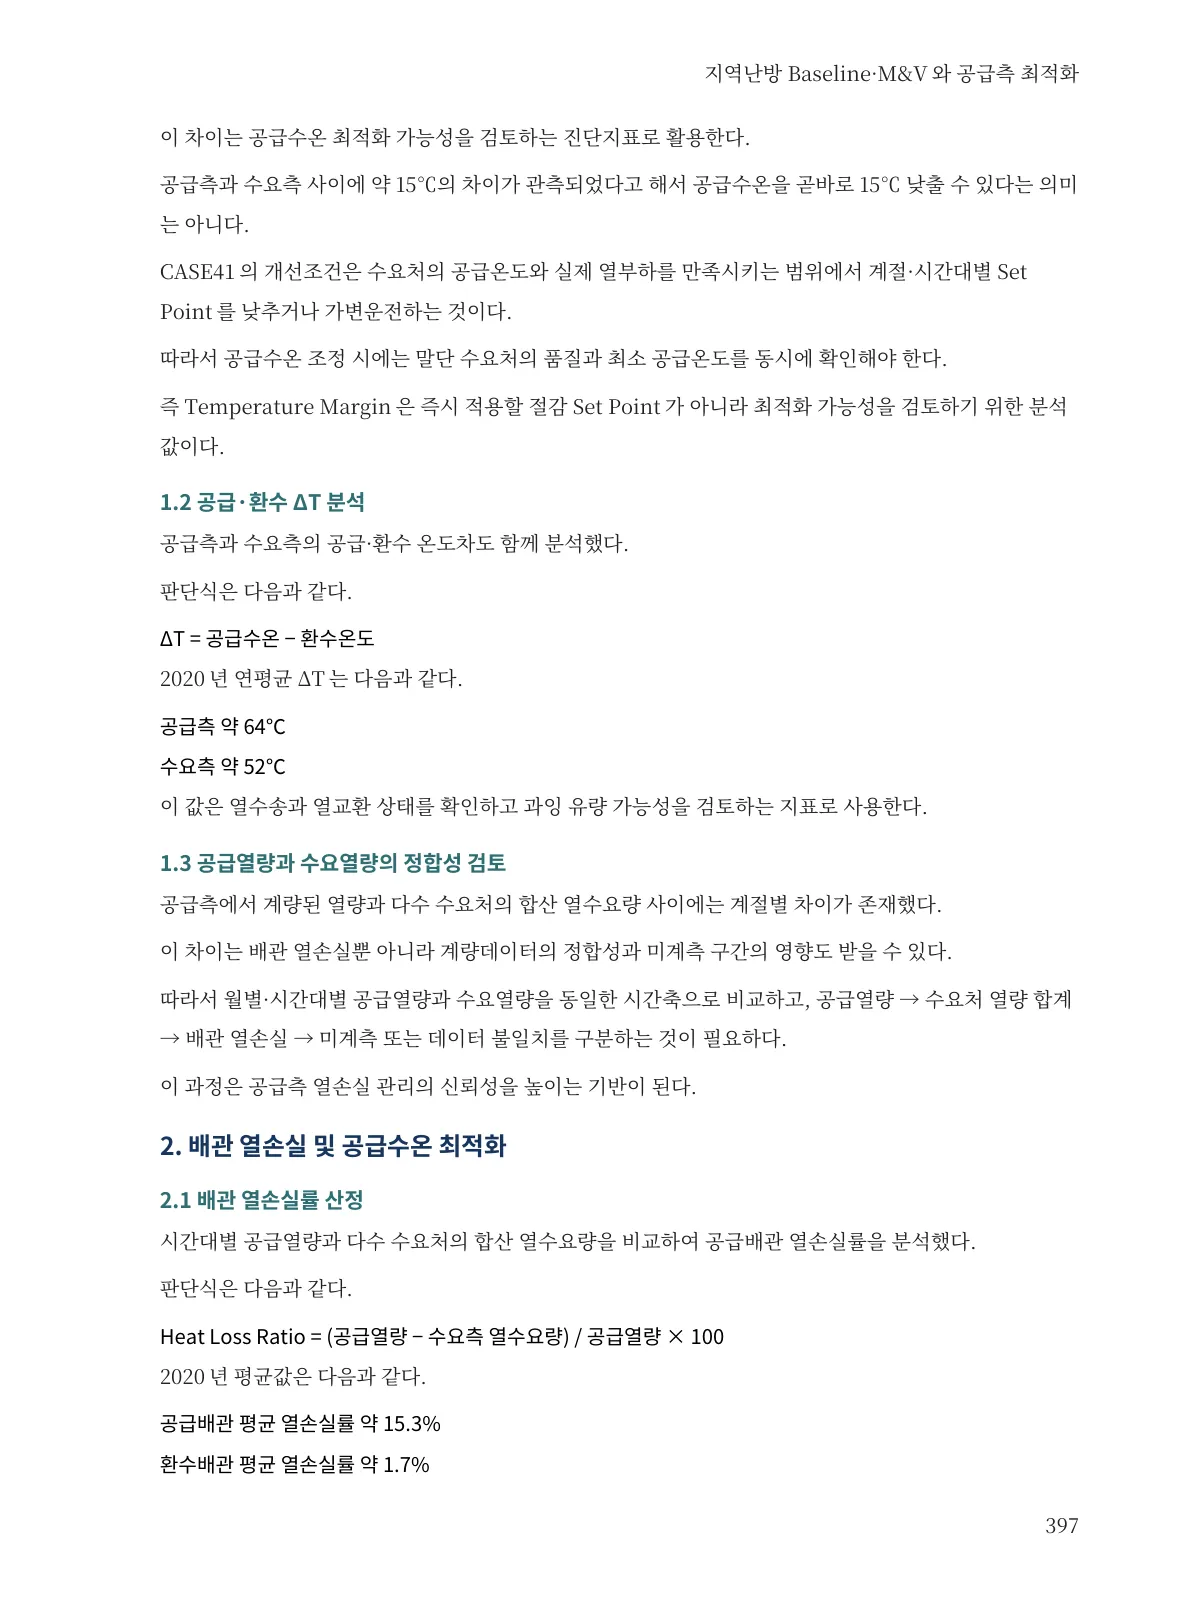 지역난방 Baseline·M&V 와 공급측 최적화
이 차이는 공급수온 최적화 가능성을 검토하는 진단지표로 활용한다.
공급측과 수요측 사이에 약 15℃의 차이가 관측되었다고 해서 공급수온을 곧바로 15℃ 낮출 수 있다는 의미
는 아니다.
CASE41 의 개선조건은 수요처의 공급온도와 실제 열부하를 만족시키는 범위에서 계절·시간대별 Set
Point 를 낮추거나 가변운전하는 것이다.
따라서 공급수온 조정 시에는 말단 수요처의 품질과 최소 공급온도를 동시에 확인해야 한다.
즉 Temperature Margin 은 즉시 적용할 절감 Set Point 가 아니라 최적화 가능성을 검토하기 위한 분석
값이다.
1.2 공급·환수 ΔT 분석
공급측과 수요측의 공급·환수 온도차도 함께 분석했다.
판단식은 다음과 같다.
ΔT = 공급수온 − 환수온도
2020 년 연평균 ΔT 는 다음과 같다.
공급측 약 64℃
수요측 약 52℃
이 값은 열수송과 열교환 상태를 확인하고 과잉 유량 가능성을 검토하는 지표로 사용한다.
1.3 공급열량과 수요열량의 정합성 검토
공급측에서 계량된 열량과 다수 수요처의 합산 열수요량 사이에는 계절별 차이가 존재했다.
이 차이는 배관 열손실뿐 아니라 계량데이터의 정합성과 미계측 구간의 영향도 받을 수 있다.
따라서 월별·시간대별 공급열량과 수요열량을 동일한 시간축으로 비교하고, 공급열량 → 수요처 열량 합계
→ 배관 열손실 → 미계측 또는 데이터 불일치를 구분하는 것이 필요하다.
이 과정은 공급측 열손실 관리의 신뢰성을 높이는 기반이 된다.
2. 배관 열손실 및 공급수온 최적화
2.1 배관 열손실률 산정
시간대별 공급열량과 다수 수요처의 합산 열수요량을 비교하여 공급배관 열손실률을 분석했다.
판단식은 다음과 같다.
Heat Loss Ratio = (공급열량 − 수요측 열수요량) / 공급열량 × 100
2020 년 평균값은 다음과 같다.
공급배관 평균 열손실률 약 15.3%
환수배관 평균 열손실률 약 1.7%
397